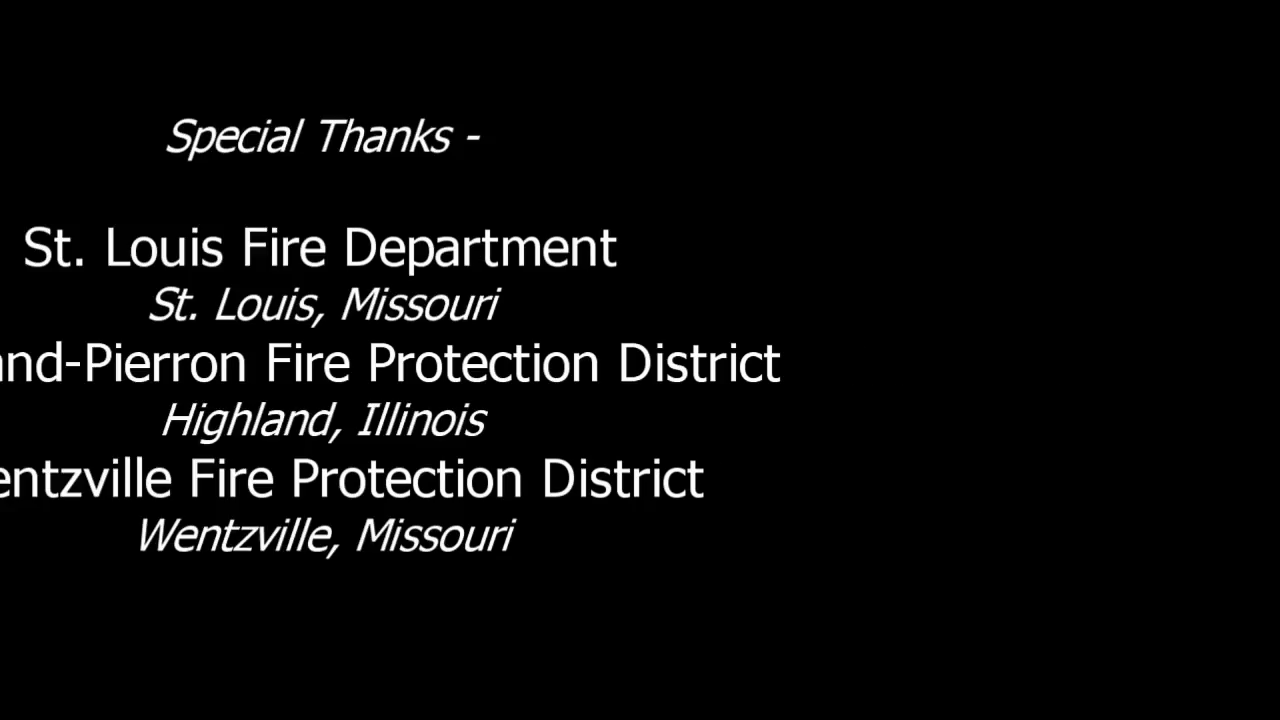 Special Thanks -
St. Louis Fire Department
St. Louis, Missouri
and-Pierron Fire Protection District
Highland, Illinois
entzville Fire Protection District
Wentzville, Missouri